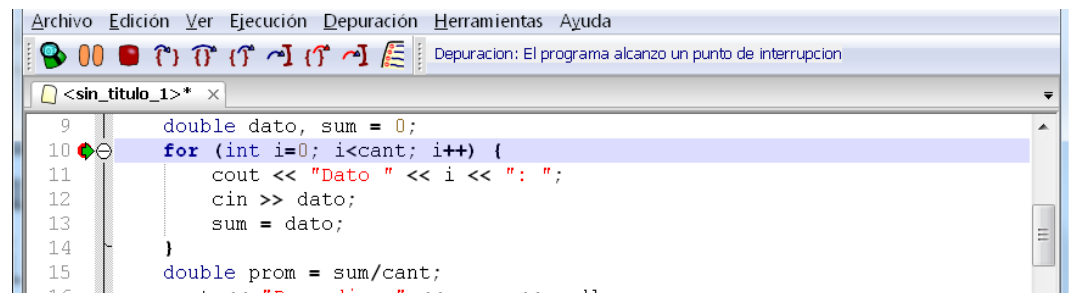 Archivo Edición Ver Ejecución Depuración Herramientas Ayuda
Depuracion: El programa alcanzo un punto de interrupcion
<sin_titulo_1>*
9 double dato, sum = 0;
10 for (int i=0; i<cant; i++) {
11 cout << "Dato " << i << ": ";
12 cin >> dato;
13 sum = dato;
14 }
15 double prom = sum/cant;